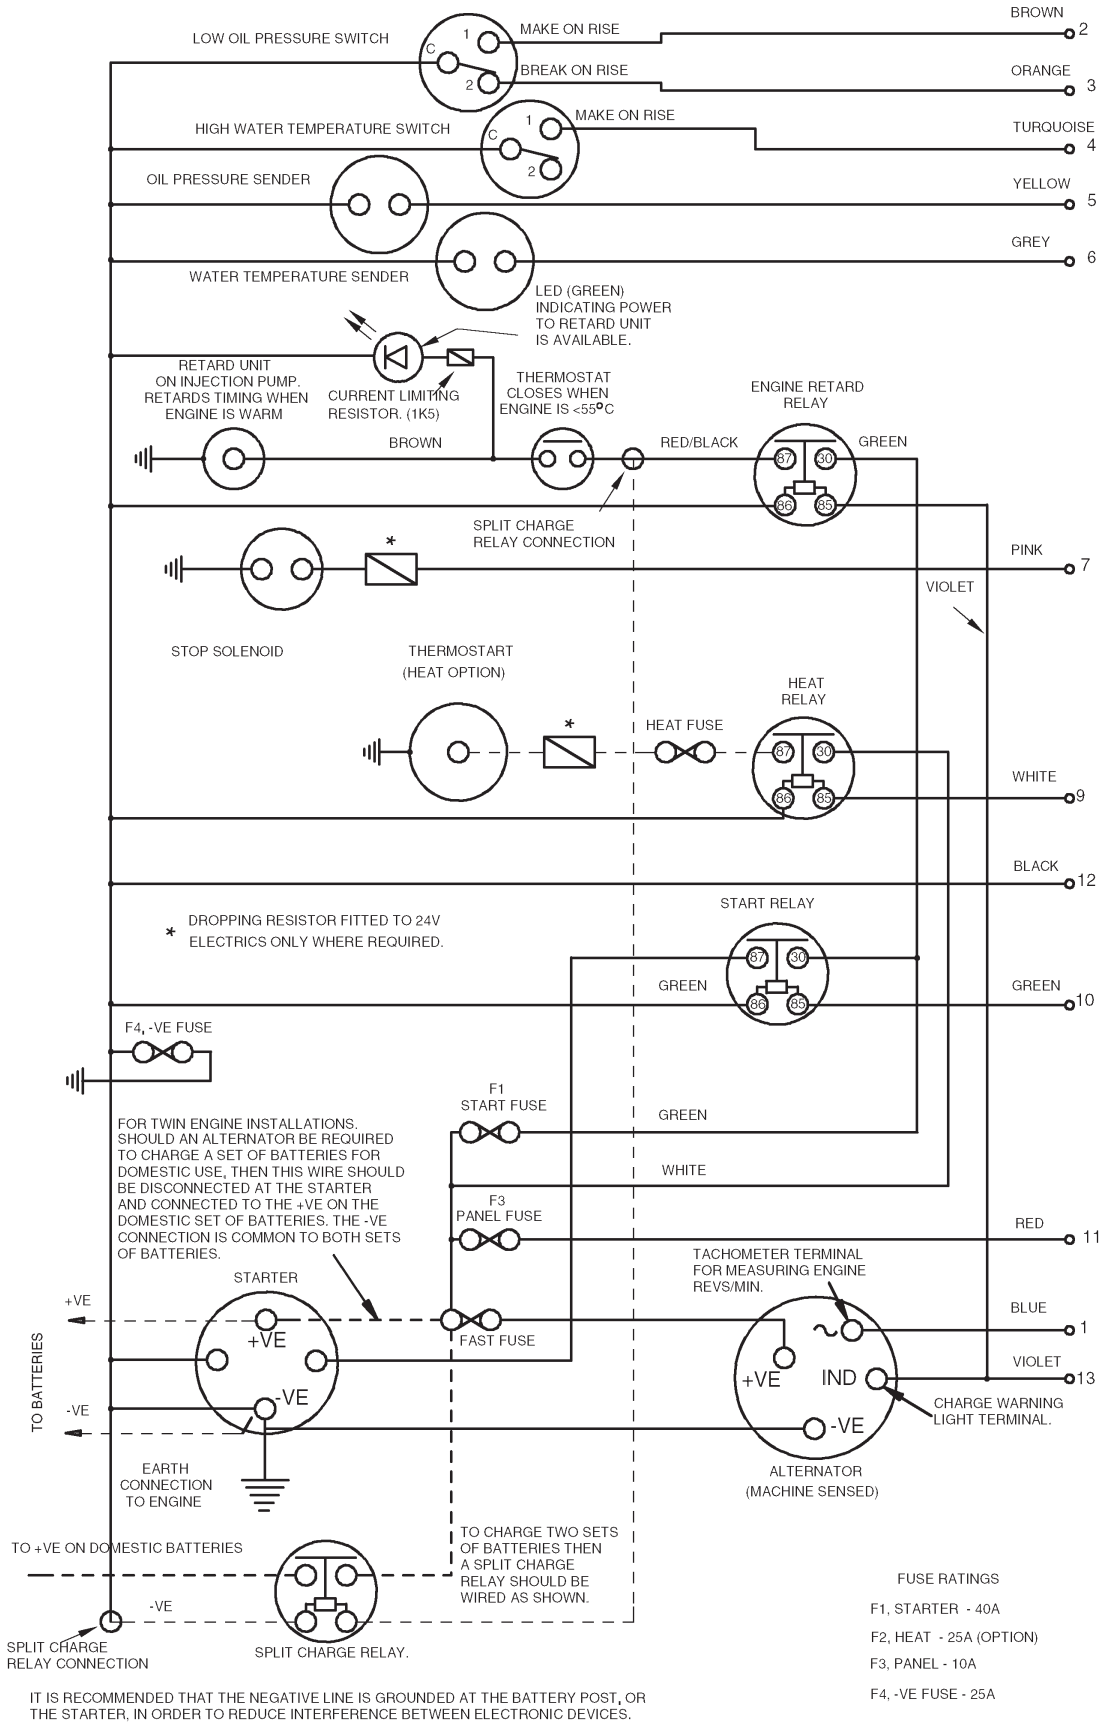 BROWN
LOW OIL PRESSURE SWITCH
1
MAKE ON RISE
2
C
2
BREAK ON RISE
ORANGE
3
HIGH WATER TEMPERATURE SWITCH
C
1
MAKE ON RISE
TURQUOISE
4
2
OIL PRESSURE SENDER
YELLOW
5
GREY
6
WATER TEMPERATURE SENDER
LED (GREEN)
INDICATING POWER
TO RETARD UNIT
IS AVAILABLE.
RETARD UNIT
ON INJECTION PUMP.
RETARDS TIMING WHEN
ENGINE IS WARM
CURRENT LIMITING
RESISTOR. (1K5)
THERMOSTAT
CLOSES WHEN
ENGINE IS <55°C
ENGINE RETARD
RELAY
BROWN
RED/BLACK
GREEN
87
30
86
85
SPLIT CHARGE
RELAY CONNECTION
*
PINK
7
VIOLET
STOP SOLENOID
THERMOSTART
(HEAT OPTION)
HEAT
RELAY
*
HEAT FUSE
87
30
86
85
WHITE
9
BLACK
12
START RELAY
* DROPPING RESISTOR FITTED TO 24V
ELECTRICS ONLY WHERE REQUIRED.
87
30
86
85
GREEN
GREEN
10
F4, -VE FUSE
F1
START FUSE
GREEN
FOR TWIN ENGINE INSTALLATIONS.
SHOULD AN ALTERNATOR BE REQUIRED
TO CHARGE A SET OF BATTERIES FOR
DOMESTIC USE, THEN THIS WIRE SHOULD
BE DISCONNECTED AT THE STARTER
AND CONNECTED TO THE +VE ON THE
DOMESTIC SET OF BATTERIES. THE -VE
CONNECTION IS COMMON TO BOTH SETS
OF BATTERIES.
WHITE
F3
PANEL FUSE
RED
11
TACHOMETER TERMINAL
FOR MEASURING ENGINE
REVS/MIN.
STARTER
+VE
+VE
FAST FUSE
BLUE
1
TO BATTERIES
+VE
IND
VIOLET
13
-VE
-VE
-VE
CHARGE WARNING
LIGHT TERMINAL.
EARTH
CONNECTION
TO ENGINE
ALTERNATOR
(MACHINE SENSED)
TO +VE ON DOMESTIC BATTERIES
TO CHARGE TWO SETS
OF BATTERIES THEN
A SPLIT CHARGE
RELAY SHOULD BE
WIRED AS SHOWN.
-VE
SPLIT CHARGE
RELAY CONNECTION
SPLIT CHARGE RELAY.
FUSE RATINGS
F1, STARTER - 40A
F2, HEAT - 25A (OPTION)
F3, PANEL - 10A
F4, -VE FUSE - 25A
IT IS RECOMMENDED THAT THE NEGATIVE LINE IS GROUNDED AT THE BATTERY POST, OR
THE STARTER, IN ORDER TO REDUCE INTERFERENCE BETWEEN ELECTRONIC DEVICES.